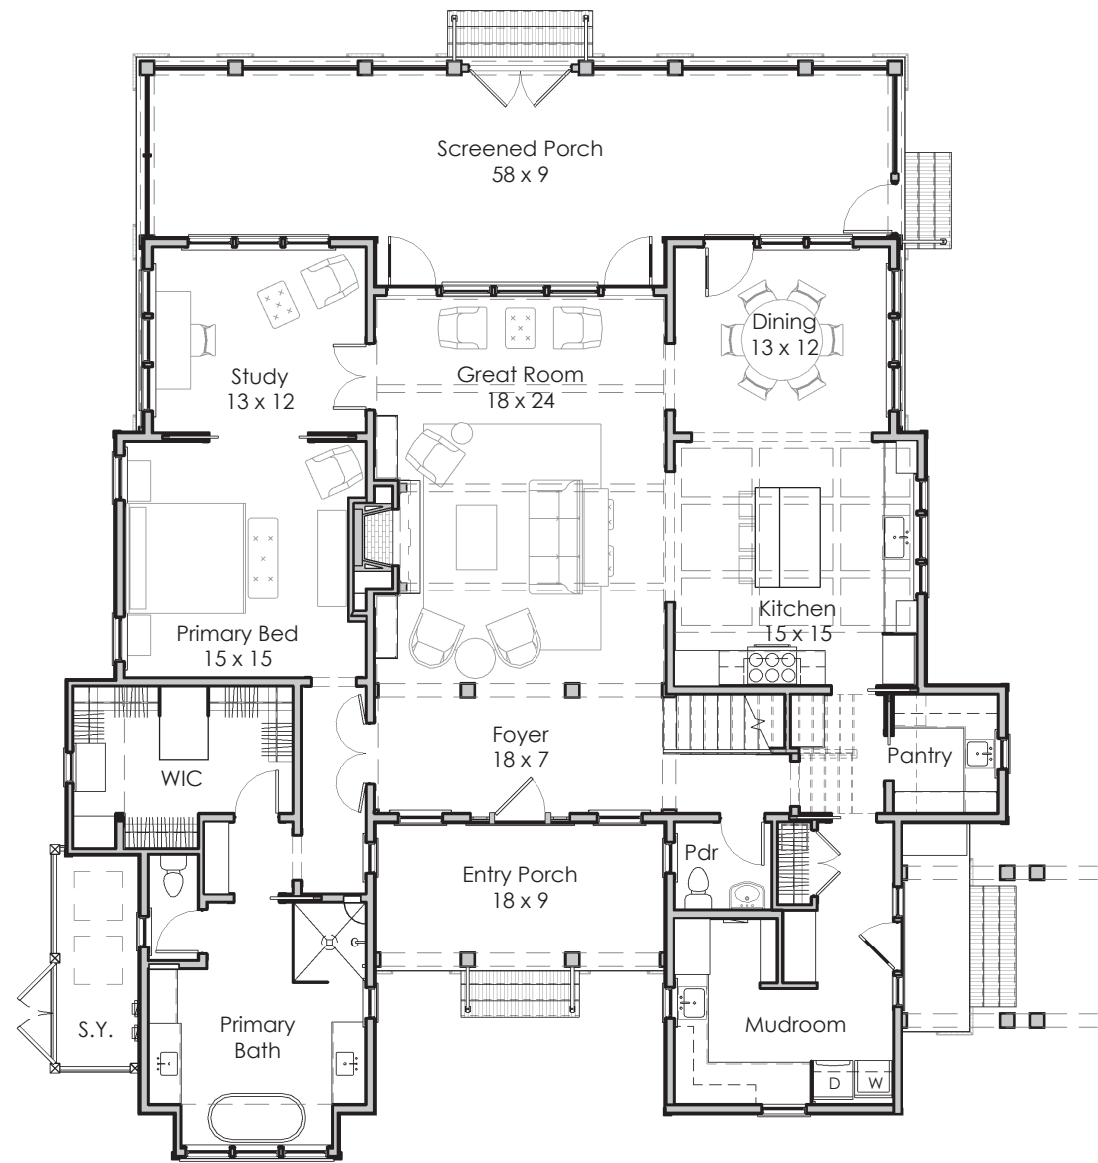 Screened Porch
58 x 9
Dining
13 x 12
Study
13 x 12
Great Room
18 x 24
Kitchen
15 x 15
Primary Bed
15 x 15
Foyer
18 x 7
Pantry
WIC
Pdr
Entry Porch
18 x 9
S.Y.
Primary
Bath
Mudroom
D
W